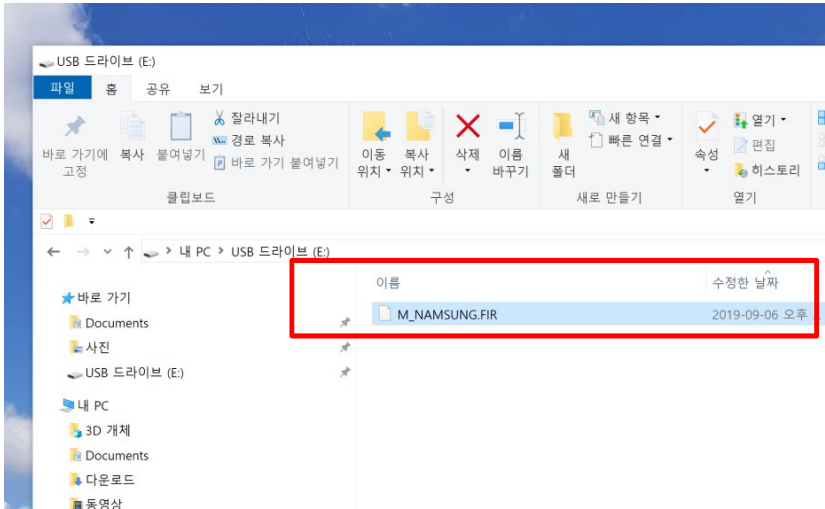 USB 드라이브 (E:)
파일 홈 공유 보기
바로 가기에 고정
복사
붙여넣기
잘라내기
경로 복사
바로 가기 붙여넣기
클립보드
이동 위치
복사 위치
삭제
이름 바꾸기
구성
새 폴더
새 항목
빠른 연결
새로 만들기
속성
열기
편집
히스토리
열기
내 PC > USB 드라이브 (E:)
이름 수정한 날짜
M_NAMSUNG.FIR 2019-09-06 오후
바로 가기
Documents
사진
USB 드라이브 (E:)
내 PC
3D 개체
Documents
다운로드
동영상